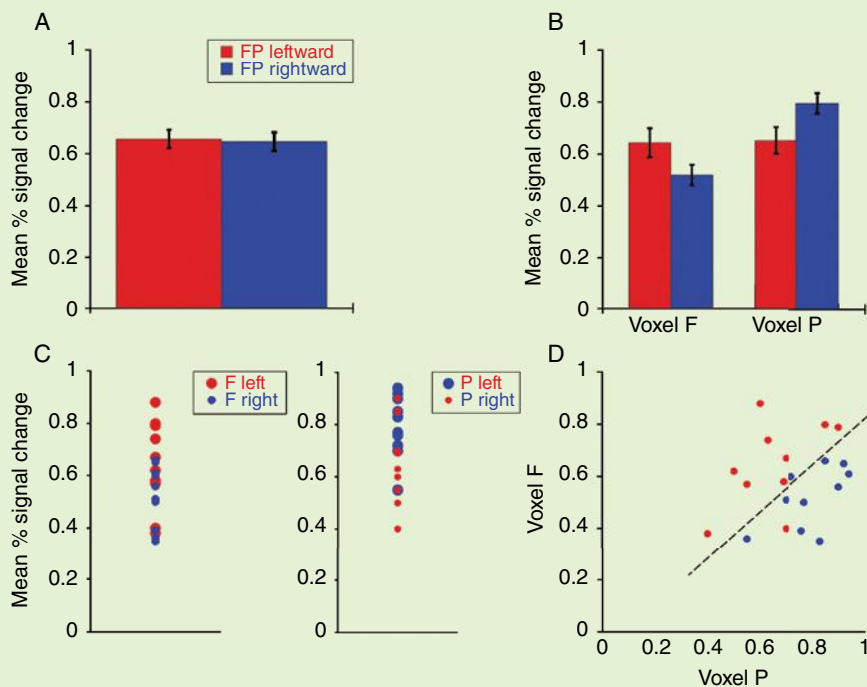 A
B
1
0.8
0.6
0.4
0.2
0
Mean % signal change
FP leftward
FP rightward
1
0.8
0.6
0.4
0.2
0
Mean % signal change
Voxel F
Voxel P
C
D
1
0.8
0.6
0.4
0.2
0
Mean % signal change
F left
F right
1
0.8
0.6
0.4
0.2
0
P left
P right
1
0.8
0.6
0.4
0.2
0
Voxel F
0 0.2 0.4 0.6 0.8 1
Voxel P